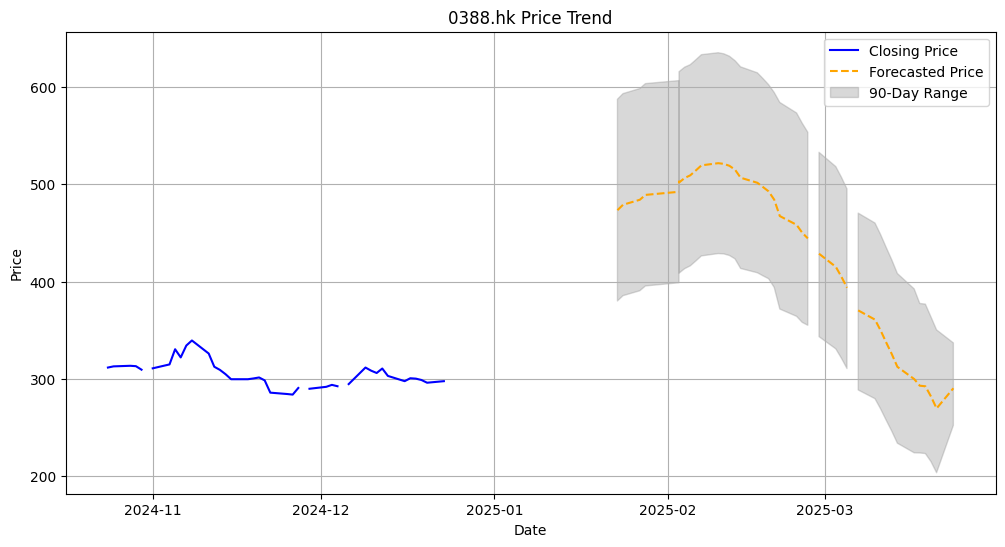 0388.hk Price Trend
Closing Price
Forecasted Price
90-Day Range
Price
600
500
400
300
200
2024-11
2024-12
2025-01
2025-02
2025-03
Date